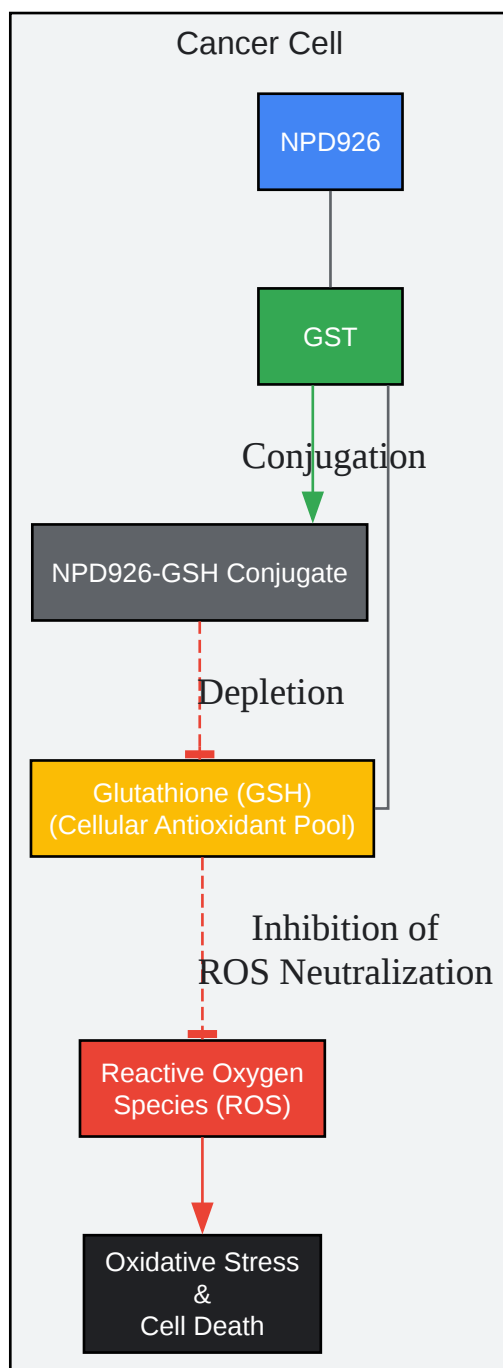 Cancer Cell
NPD926
GST
Conjugation
NPD926-GSH Conjugate
Depletion
Glutathione (GSH)
(Cellular Antioxidant Pool)
Inhibition of
ROS Neutralization
Reactive Oxygen
Species (ROS)
Oxidative Stress
&
Cell Death